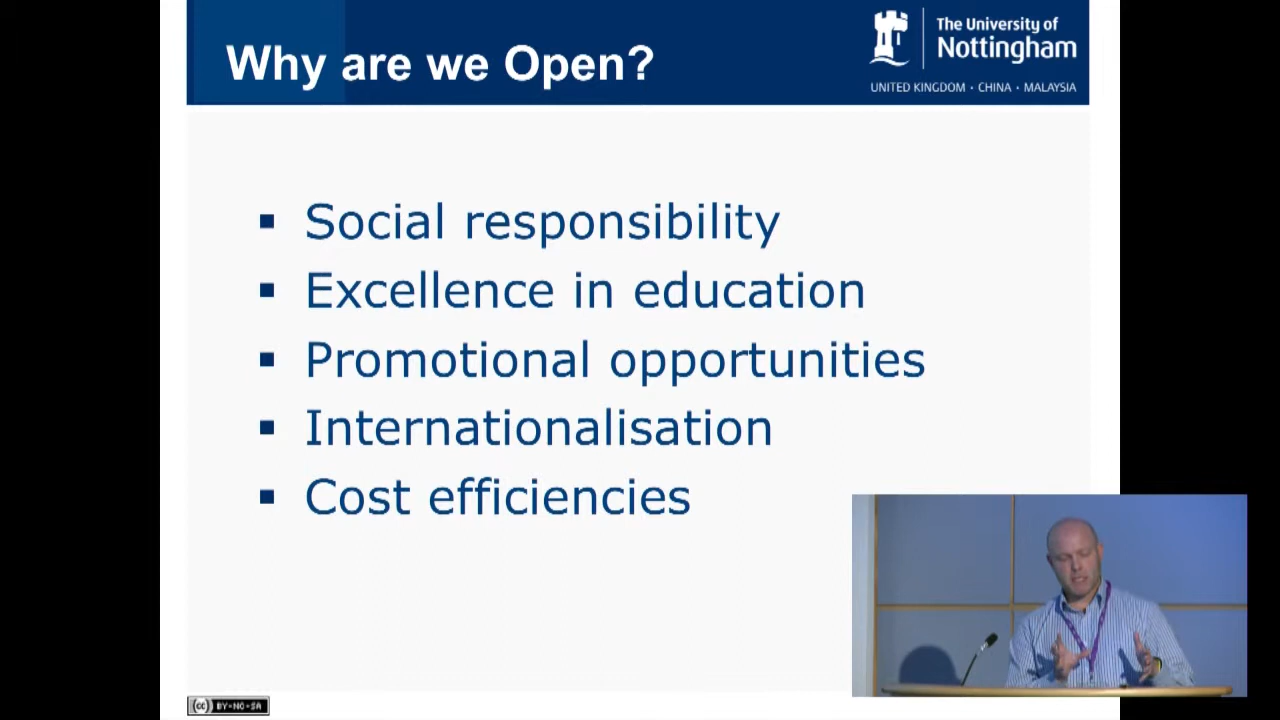 Why are we Open?
The University of
Nottingham
UNITED KINGDOM · CHINA · MALAYSIA
▪ Social responsibility
▪ Excellence in education
▪ Promotional opportunities
▪ Internationalisation
▪ Cost efficiencies
(cc) BY-NC-SA